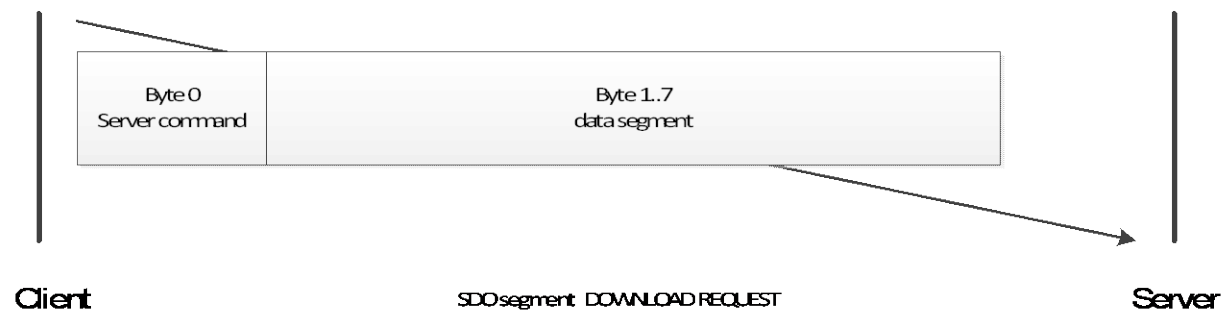 Byte 0
Server command
Byte 1..7
data segment
Client
SDO segment DOWNLOAD REQUEST
Server